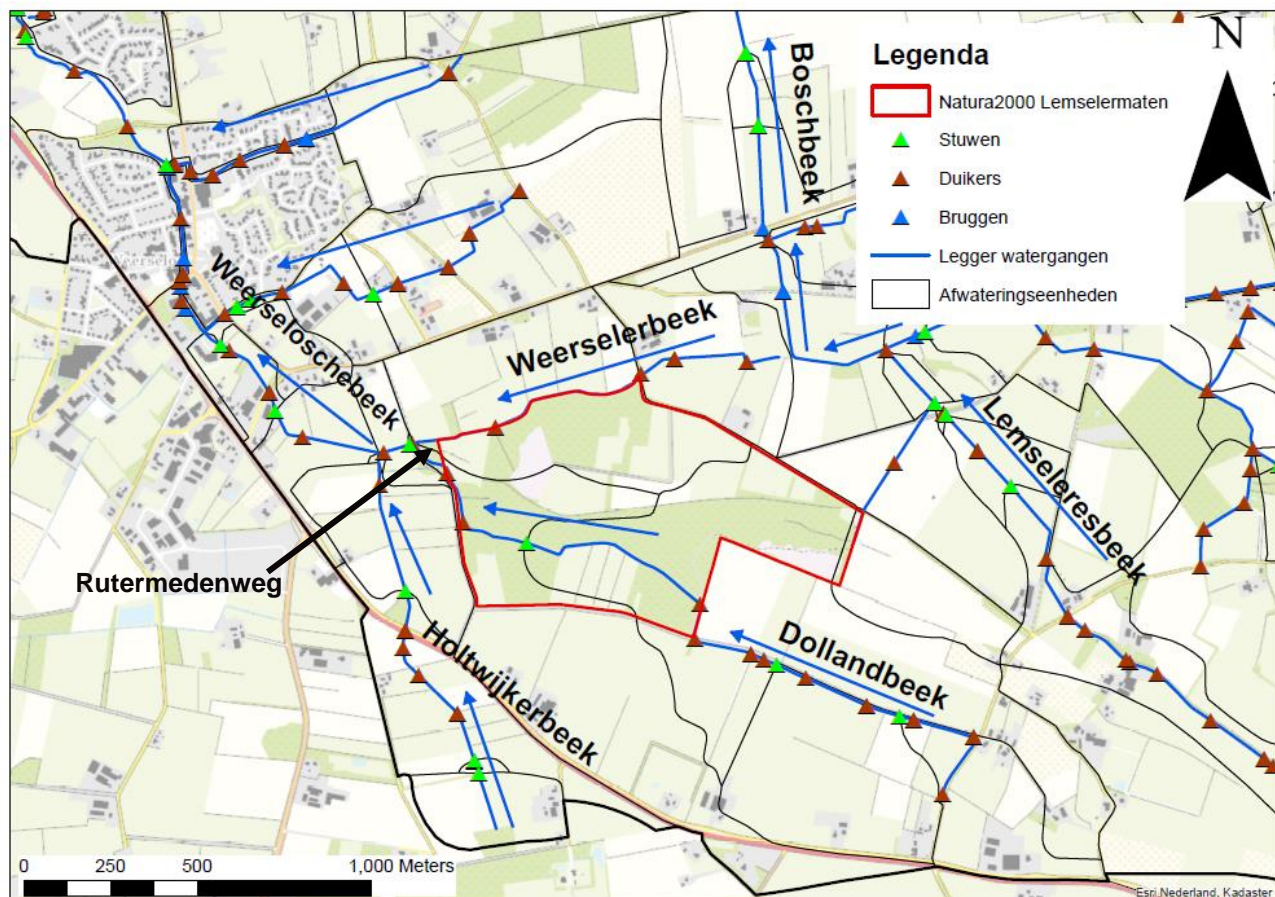 N
Legenda
Natura2000 Lemselermaten
Stuwen
Duikers
Bruggen
Legger watergangen
Afwateringseenheden
Boschbeek
Weerseloschebeek
Weerselerbeek
Lemseleresbeek
Rutermedenweg
Holtwijkerbeek
Dollandbeek
0 250 500 1,000 Meters
Esri Nederland, Kadaster